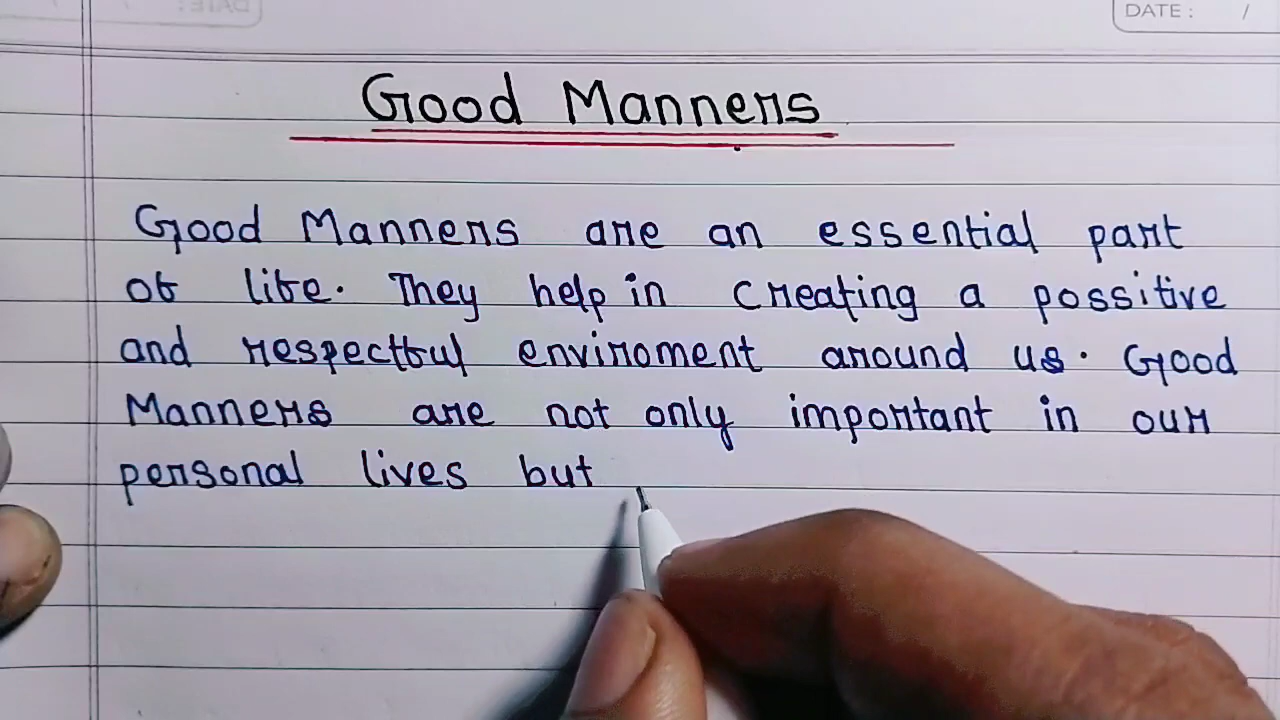 DATE : /
Good Manners
Good Manners are an essential part
of life. They help in creating a possitive
and respectful enviroment around us. Good
Manners are not only important in our
personal lives but